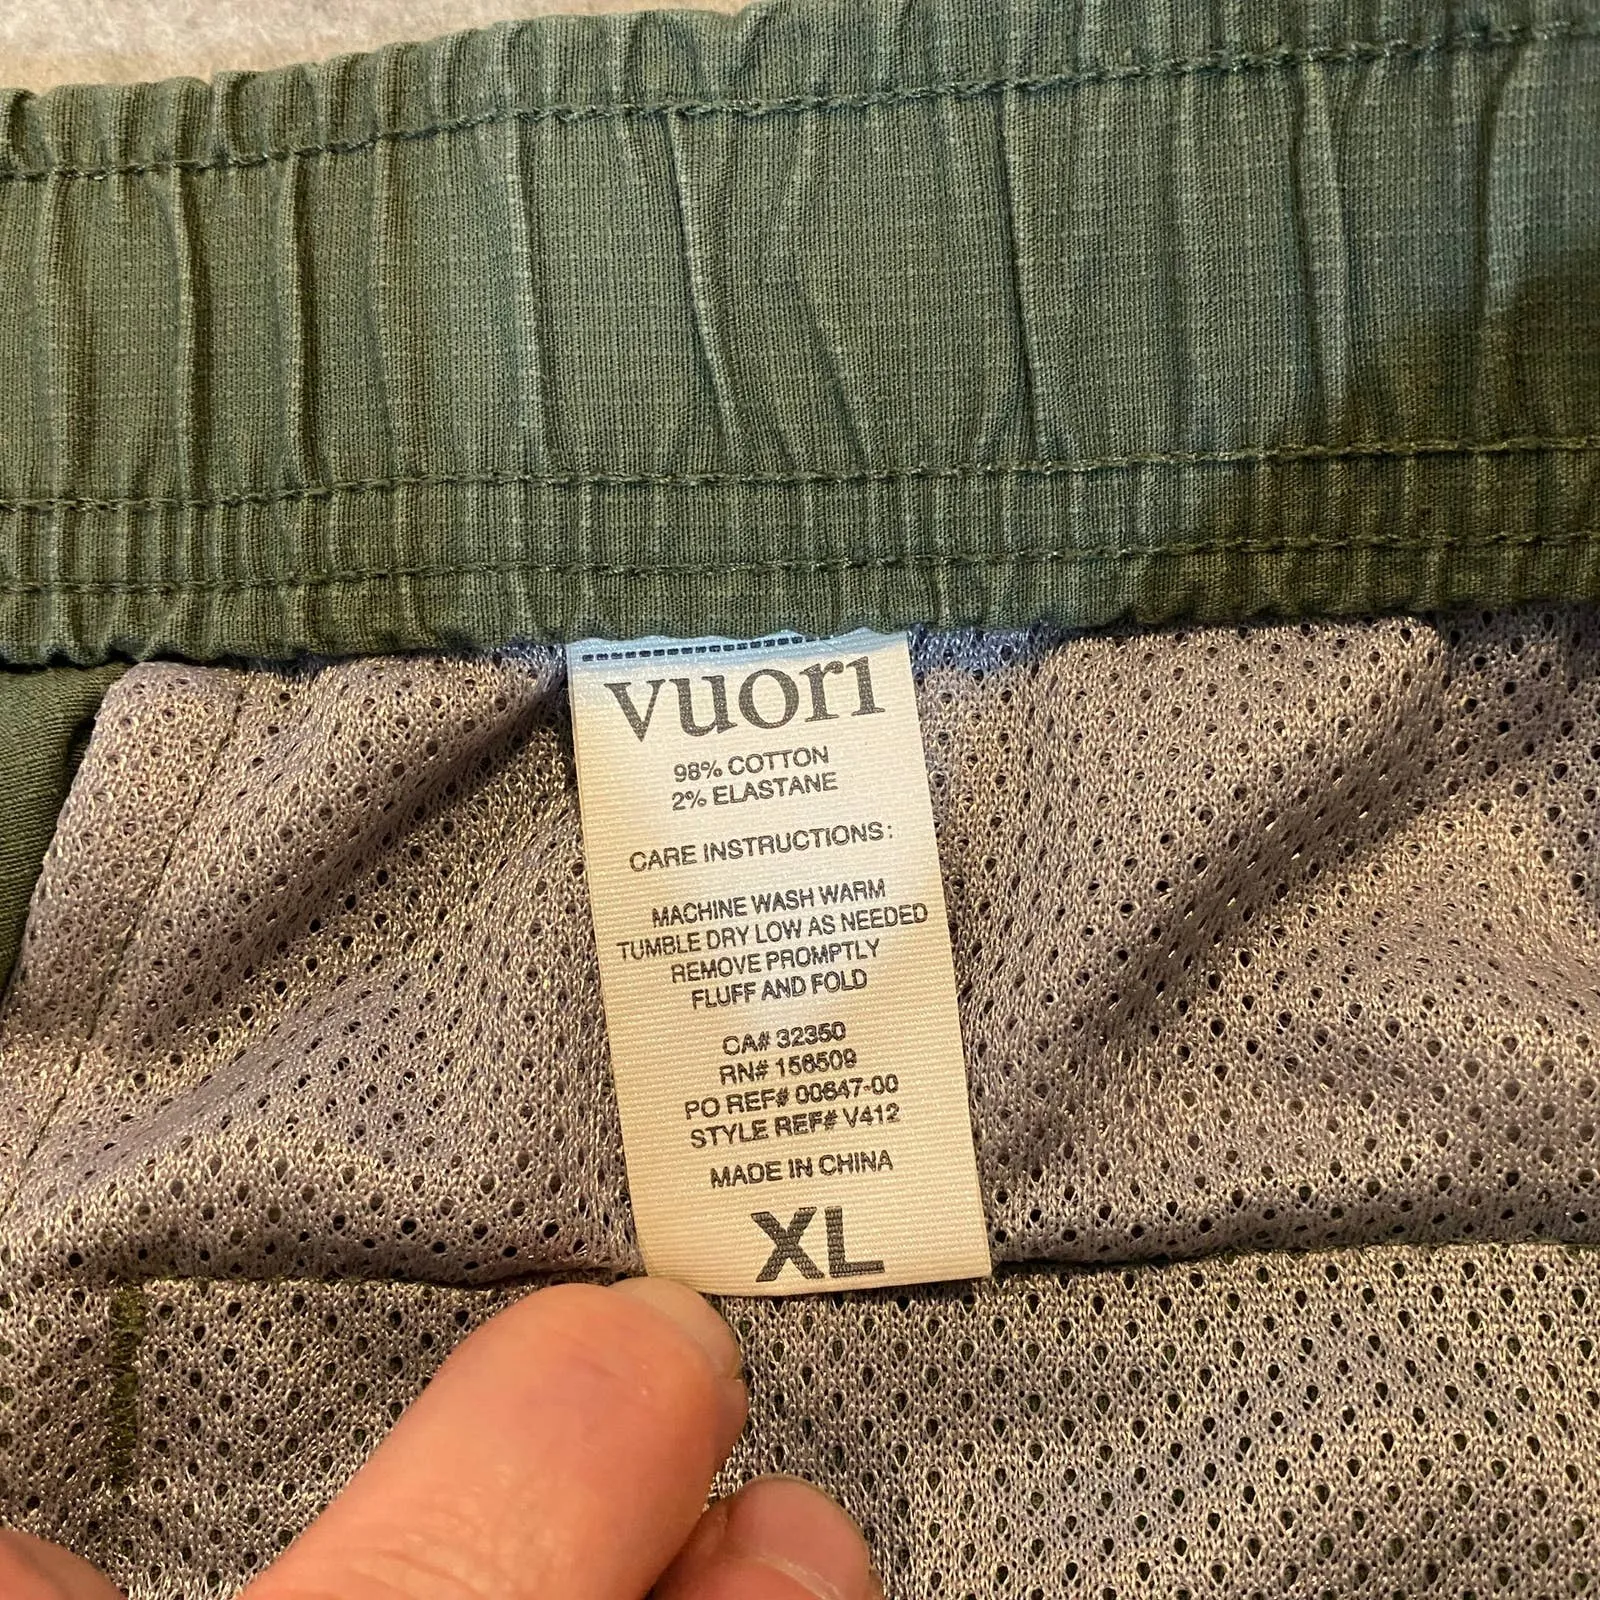 vuori
98% COTTON
2% ELASTANE
CARE INSTRUCTIONS:
MACHINE WASH WARM
TUMBLE DRY LOW AS NEEDED
REMOVE PROMPTLY
FLUFF AND FOLD
CA# 32350
RN# 156509
PO REF# 00647-00
STYLE REF# V412
MADE IN CHINA
XL